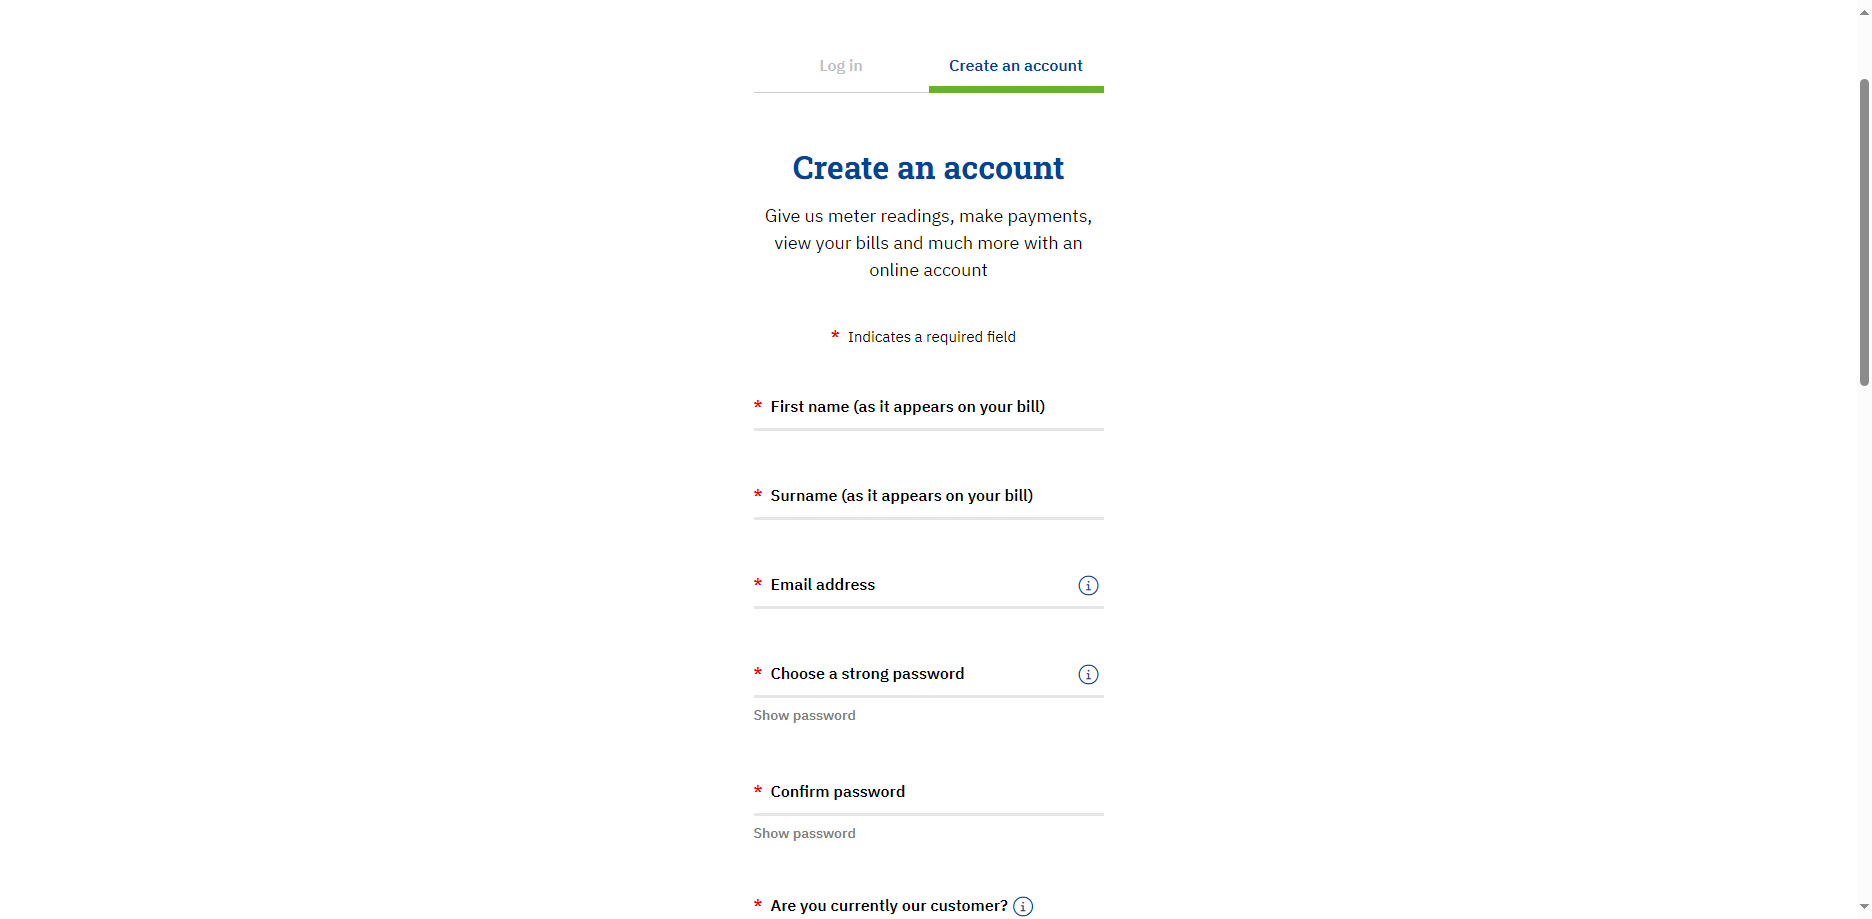 Log in
Create an account
Create an account
Give us meter readings, make payments,
view your bills and much more with an
online account
* Indicates a required field
* First name (as it appears on your bill)
* Surname (as it appears on your bill)
* Email address
* Choose a strong password
Show password
* Confirm password
Show password
* Are you currently our customer?